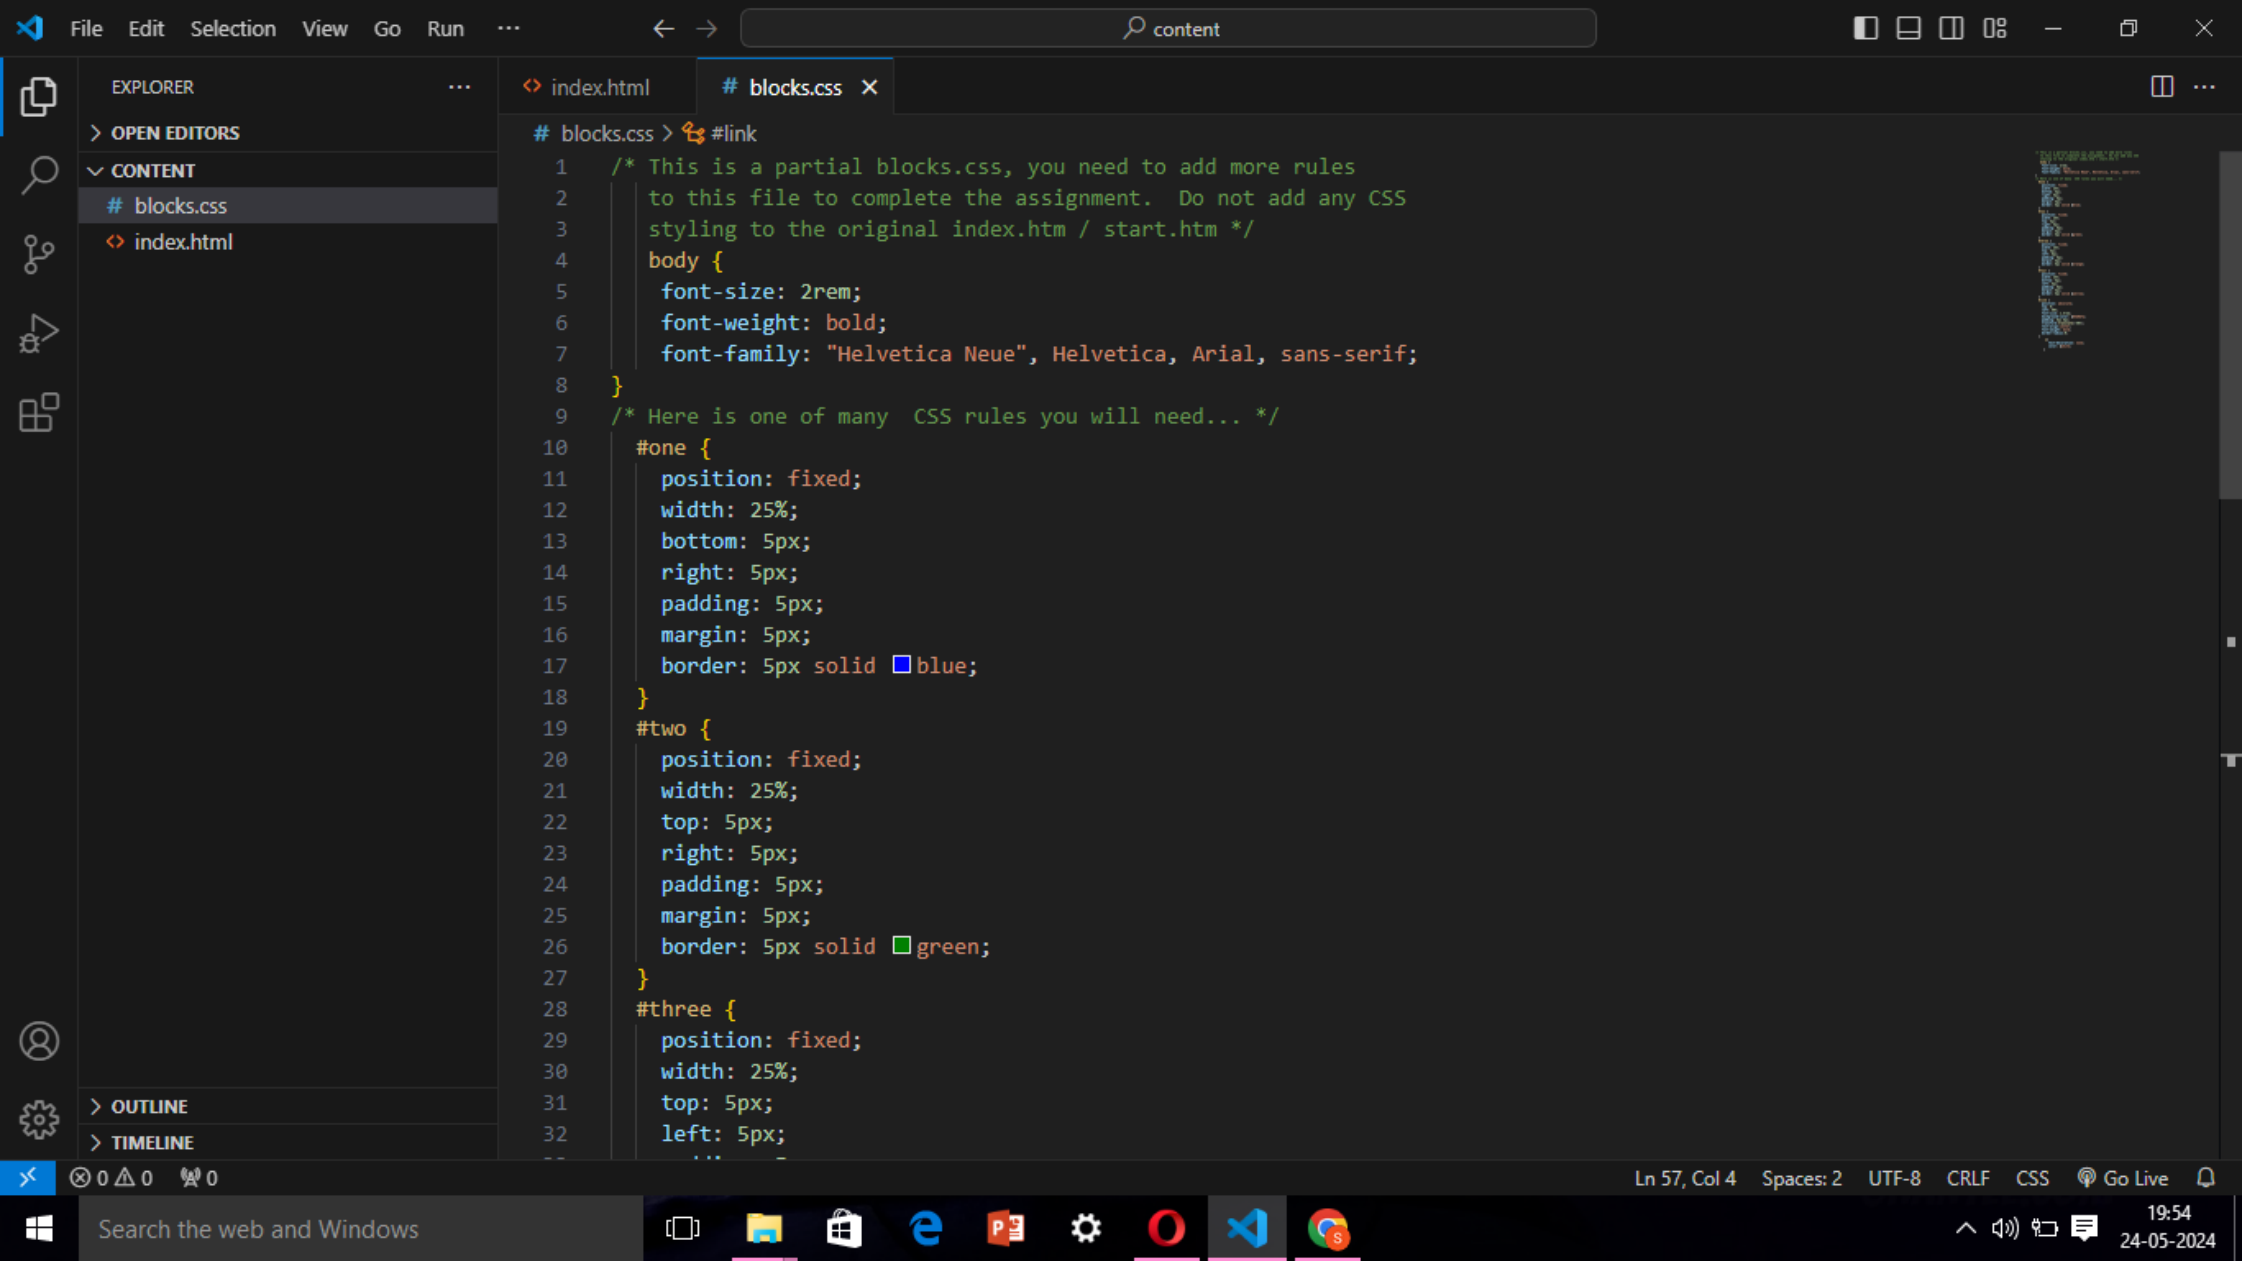 File Edit Selection View Go Run ··· content
EXPLORER ···
OPEN EDITORS
CONTENT
# blocks.css
<> index.html
OUTLINE
TIMELINE
<> index.html # blocks.css ×
# blocks.css > #link
1 /* This is a partial blocks.css, you need to add more rules
2 to this file to complete the assignment.  Do not add any CSS
3 styling to the original index.htm / start.htm */
4 body {
5 font-size: 2rem;
6 font-weight: bold;
7 font-family: "Helvetica Neue", Helvetica, Arial, sans-serif;
8 }
9 /* Here is one of many  CSS rules you will need... */
10 #one {
11 position: fixed;
12 width: 25%;
13 bottom: 5px;
14 right: 5px;
15 padding: 5px;
16 margin: 5px;
17 border: 5px solid blue;
18 }
19 #two {
20 position: fixed;
21 width: 25%;
22 top: 5px;
23 right: 5px;
24 padding: 5px;
25 margin: 5px;
26 border: 5px solid green;
27 }
28 #three {
29 position: fixed;
30 width: 25%;
31 top: 5px;
32 left: 5px;
0 0 0 Ln 57, Col 4 Spaces: 2 UTF-8 CRLF CSS Go Live
Search the web and Windows
19:54
24-05-2024